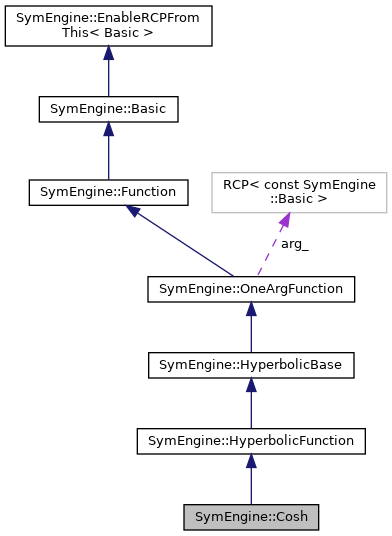 SymEngine::EnableRCPFrom
This< Basic >
SymEngine::Basic
SymEngine::Function
RCP< const SymEngine
::Basic >
arg_
SymEngine::OneArgFunction
SymEngine::HyperbolicBase
SymEngine::HyperbolicFunction
SymEngine::Cosh